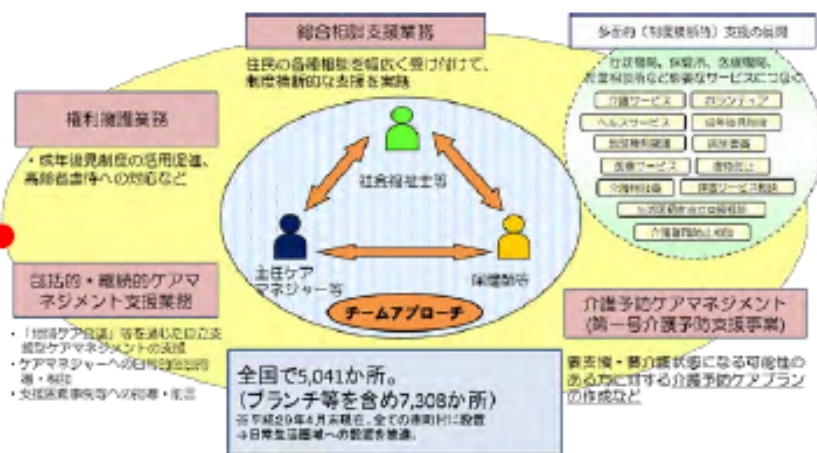 総合相談支援業務
住民の各種相談を幅広く受け付けて、
制度横断的な支援を実施
多面的（制度横断的）支援の展開
行政機関、保健所、医療機関、
児童相談所など必要なサービスにつなぐ
介護サービス
ボランティア
ヘルスサービス
成年後見制度
地域権利擁護
民生委員
医療サービス
虐待防止
介護相談員
権利擁護業務
・成年後見制度の活用促進、
高齢者虐待への対応など
社会福祉士等
主任ケア
マネジャー等
保健師等
チームアプローチ
包括的・継続的ケアマ
ネジメント支援業務
・「地域ケア会議」等を通じた自立支
援型ケアマネジメントの支援
・ケアマネジャーへの日常的個別指
導・相談
・支援困難事例等への指導・助言
全国で5,041か所。
(ブランチ等を含め7,308か所)
※平成29年4月末現在、全ての市町村に設置
→日常生活圏域への設置を推進。
介護予防ケアマネジメント
(第一号介護予防支援事業)
要支援・要介護状態になる可能性の
ある方に対する介護予防ケアプラン
の作成など